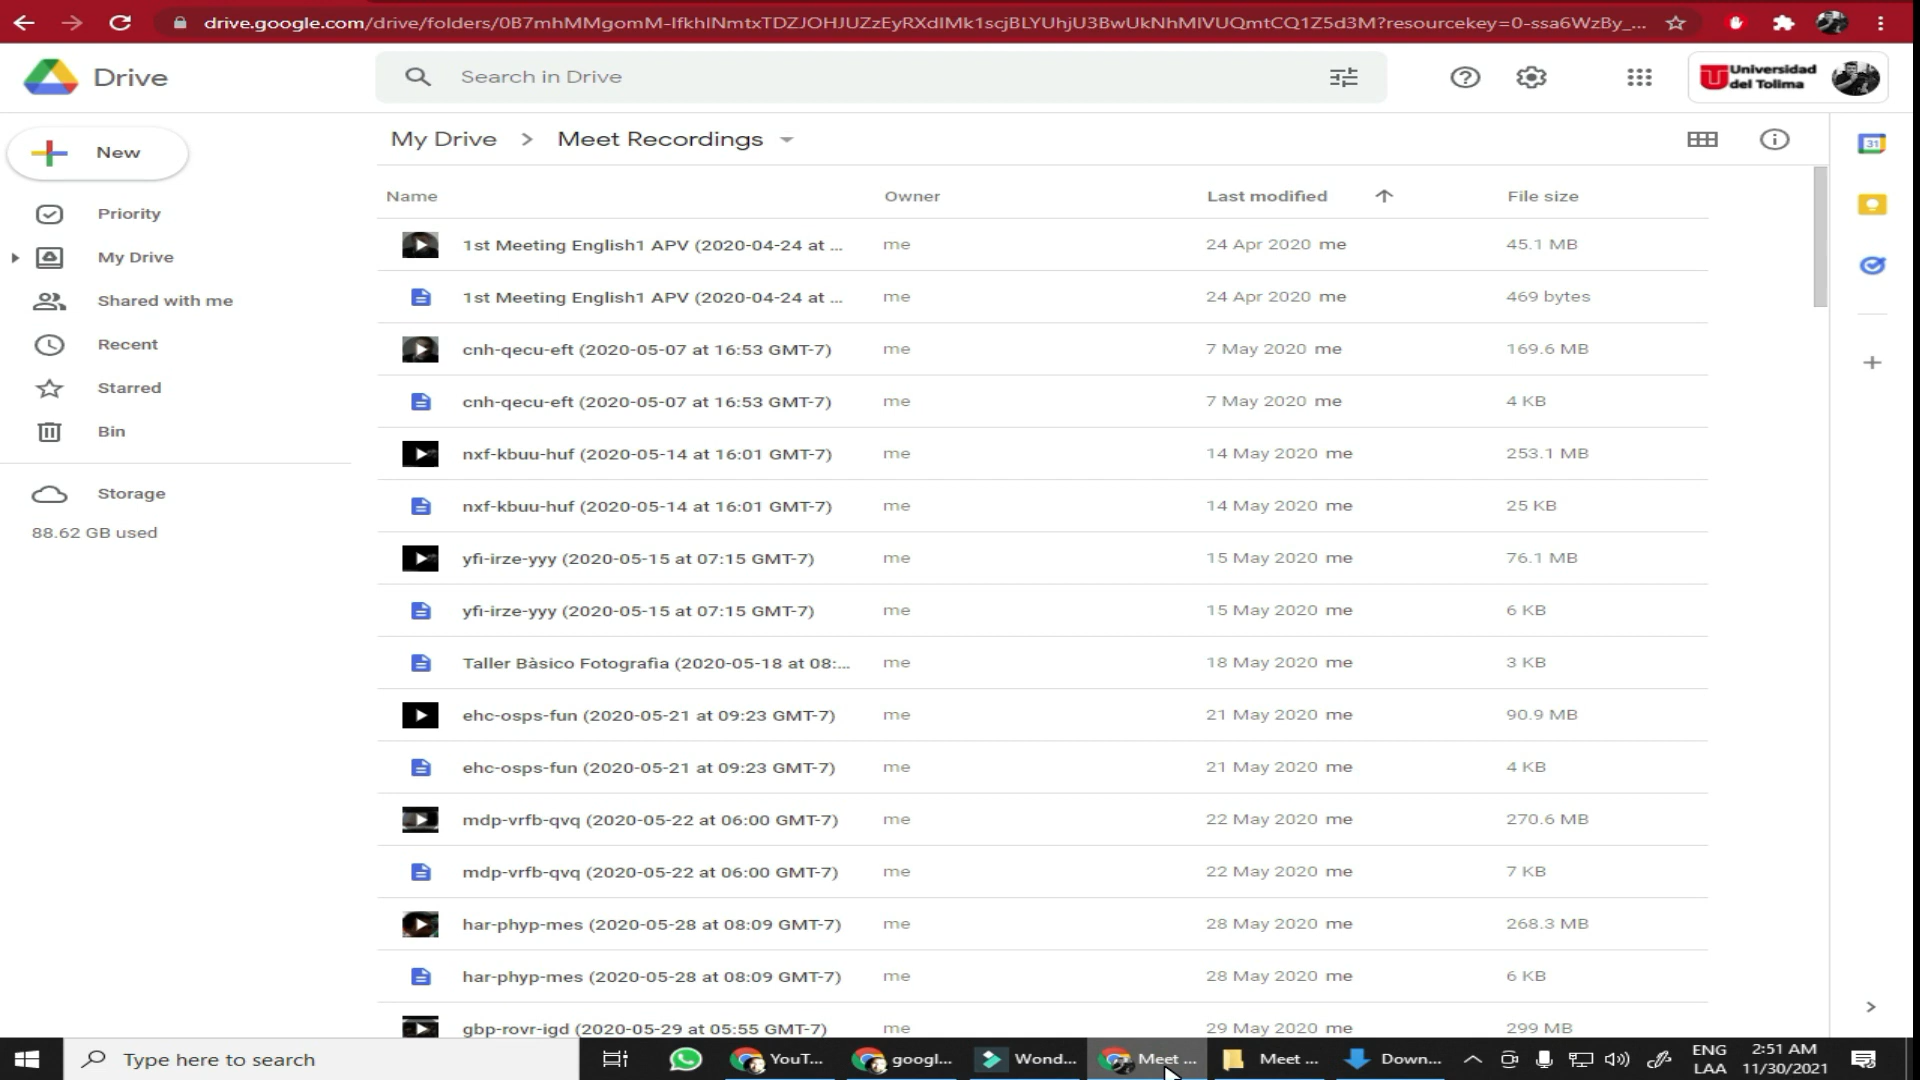 drive.google.com/drive/folders/0B7mhMMgomM-lfkhINmtxTDZJOHJUZzEyRXdIMk1scjBLYUhjU3BwUkNhMlVUQmtCQ1Z5d3M?resourcekey=0-ssa6WzBy_...
Drive
Search in Drive
Universidad
del Tolima
New
My Drive > Meet Recordings
31
Priority
My Drive
Shared with me
Recent
Starred
Bin
Storage
88.62 GB used
Name Owner Last modified File size
1st Meeting English1 APV (2020-04-24 at ... me 24 Apr 2020 me 45.1 MB
1st Meeting English1 APV (2020-04-24 at ... me 24 Apr 2020 me 469 bytes
cnh-qecu-eft (2020-05-07 at 16:53 GMT-7) me 7 May 2020 me 169.6 MB
cnh-qecu-eft (2020-05-07 at 16:53 GMT-7) me 7 May 2020 me 4 KB
nxf-kbuu-huf (2020-05-14 at 16:01 GMT-7) me 14 May 2020 me 253.1 MB
nxf-kbuu-huf (2020-05-14 at 16:01 GMT-7) me 14 May 2020 me 25 KB
yfi-irze-yyy (2020-05-15 at 07:15 GMT-7) me 15 May 2020 me 76.1 MB
yfi-irze-yyy (2020-05-15 at 07:15 GMT-7) me 15 May 2020 me 6 KB
Taller Bàsico Fotografia (2020-05-18 at 08:... me 18 May 2020 me 3 KB
ehc-osps-fun (2020-05-21 at 09:23 GMT-7) me 21 May 2020 me 90.9 MB
ehc-osps-fun (2020-05-21 at 09:23 GMT-7) me 21 May 2020 me 4 KB
mdp-vrfb-qvq (2020-05-22 at 06:00 GMT-7) me 22 May 2020 me 270.6 MB
mdp-vrfb-qvq (2020-05-22 at 06:00 GMT-7) me 22 May 2020 me 7 KB
har-phyp-mes (2020-05-28 at 08:09 GMT-7) me 28 May 2020 me 268.3 MB
har-phyp-mes (2020-05-28 at 08:09 GMT-7) me 28 May 2020 me 6 KB
gbp-rovr-igd (2020-05-29 at 05:55 GMT-7) me 29 May 2020 me 299 MB
Type here to search YouT... googl... Wond... Meet ... Meet ... Down... ENG 2:51 AM
LAA 11/30/2021